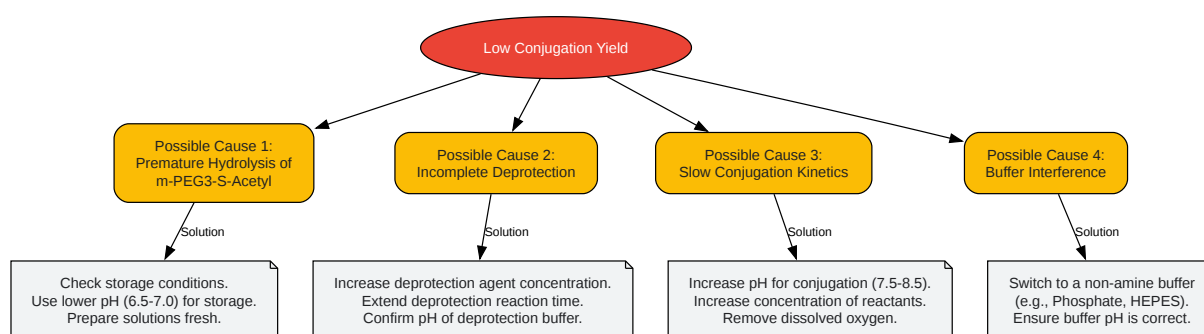 Low Conjugation Yield
Possible Cause 1:
Premature Hydrolysis of
m-PEG3-S-Acetyl
Possible Cause 2:
Incomplete Deprotection
Possible Cause 3:
Slow Conjugation Kinetics
Possible Cause 4:
Buffer Interference
Solution
Solution
Solution
Solution
Check storage conditions.
Use lower pH (6.5-7.0) for storage.
Prepare solutions fresh.
Increase deprotection agent concentration.
Extend deprotection reaction time.
Confirm pH of deprotection buffer.
Increase pH for conjugation (7.5-8.5).
Increase concentration of reactants.
Remove dissolved oxygen.
Switch to a non-amine buffer
(e.g., Phosphate, HEPES).
Ensure buffer pH is correct.